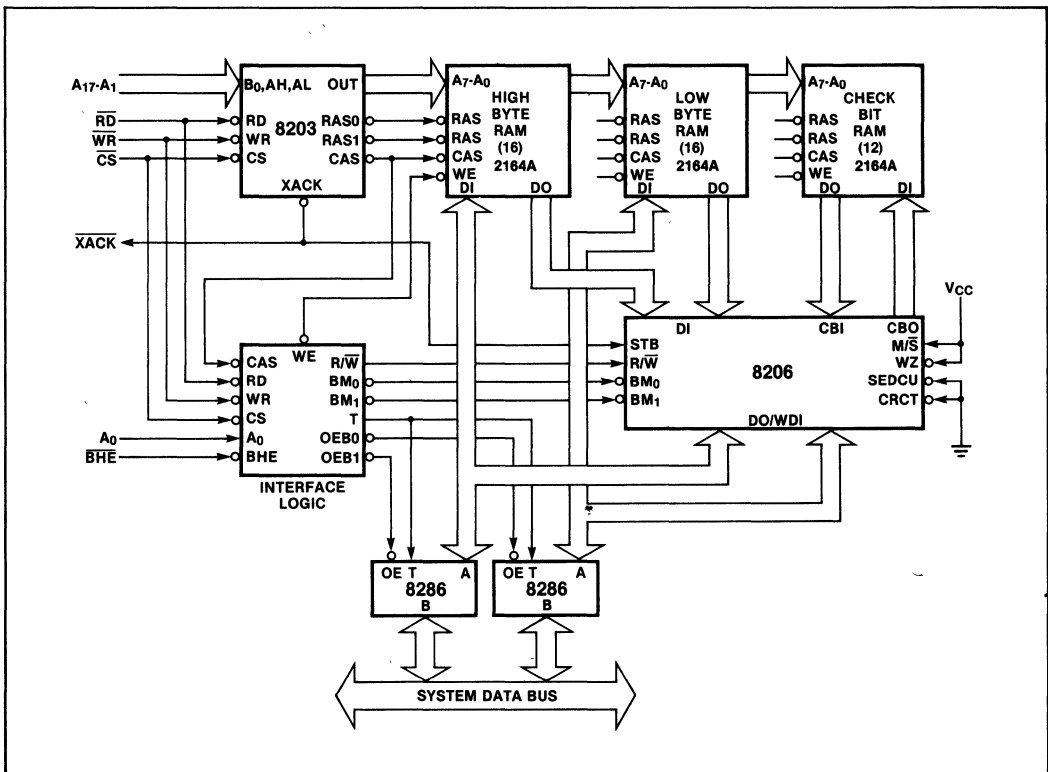 A17-A1
RD
WR
CS
XACK
B0,AH,AL OUT
RD
WR
CS
8203
RAS0
RAS1
CAS
XACK
A7-A0
HIGH
BYTE
RAM
(16)
2164A
RAS
RAS
CAS
WE
DI
DO
A7-A0
LOW
BYTE
RAM
(16)
2164A
RAS
RAS
CAS
WE
DI
DO
A7-A0
CHECK
BIT
RAM
(12)
2164A
RAS
RAS
CAS
WE
DO
DI
VCC
WE
CAS
RD
WR
CS
A0
BHE
R/W
BM0
BM1
T
OEB0
OEB1
A0
BHE
INTERFACE
LOGIC
DI
CBI
CBO
STB
R/W
BM0
BM1
8206
M/S
WZ
SEDCU
CRCT
DO/WDI
OE T A
8286
B
OE T A
8286
B
SYSTEM DATA BUS